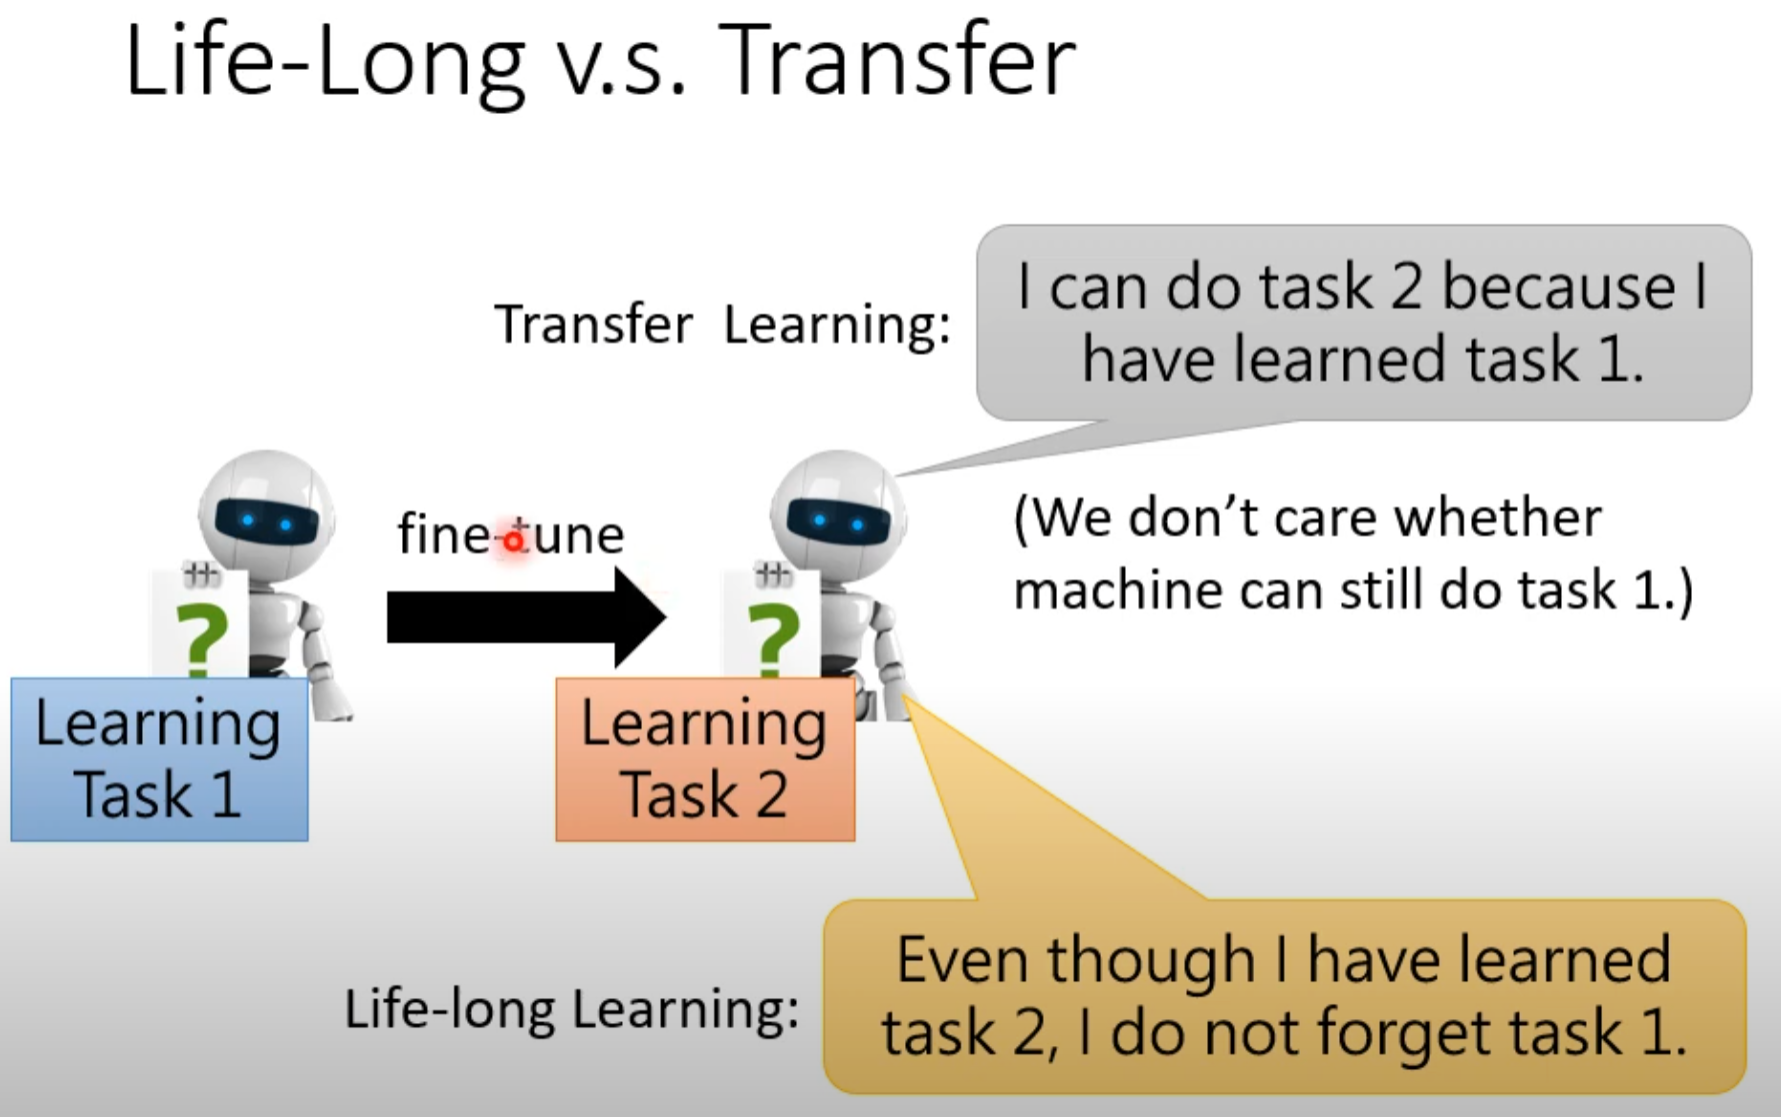 Life-Long v.s. Transfer
Transfer Learning:
I can do task 2 because I
have learned task 1.
fine-tune
(We don't care whether
machine can still do task 1.)
?
?
Learning
Task 1
Learning
Task 2
Life-long Learning:
Even though I have learned
task 2, I do not forget task 1.